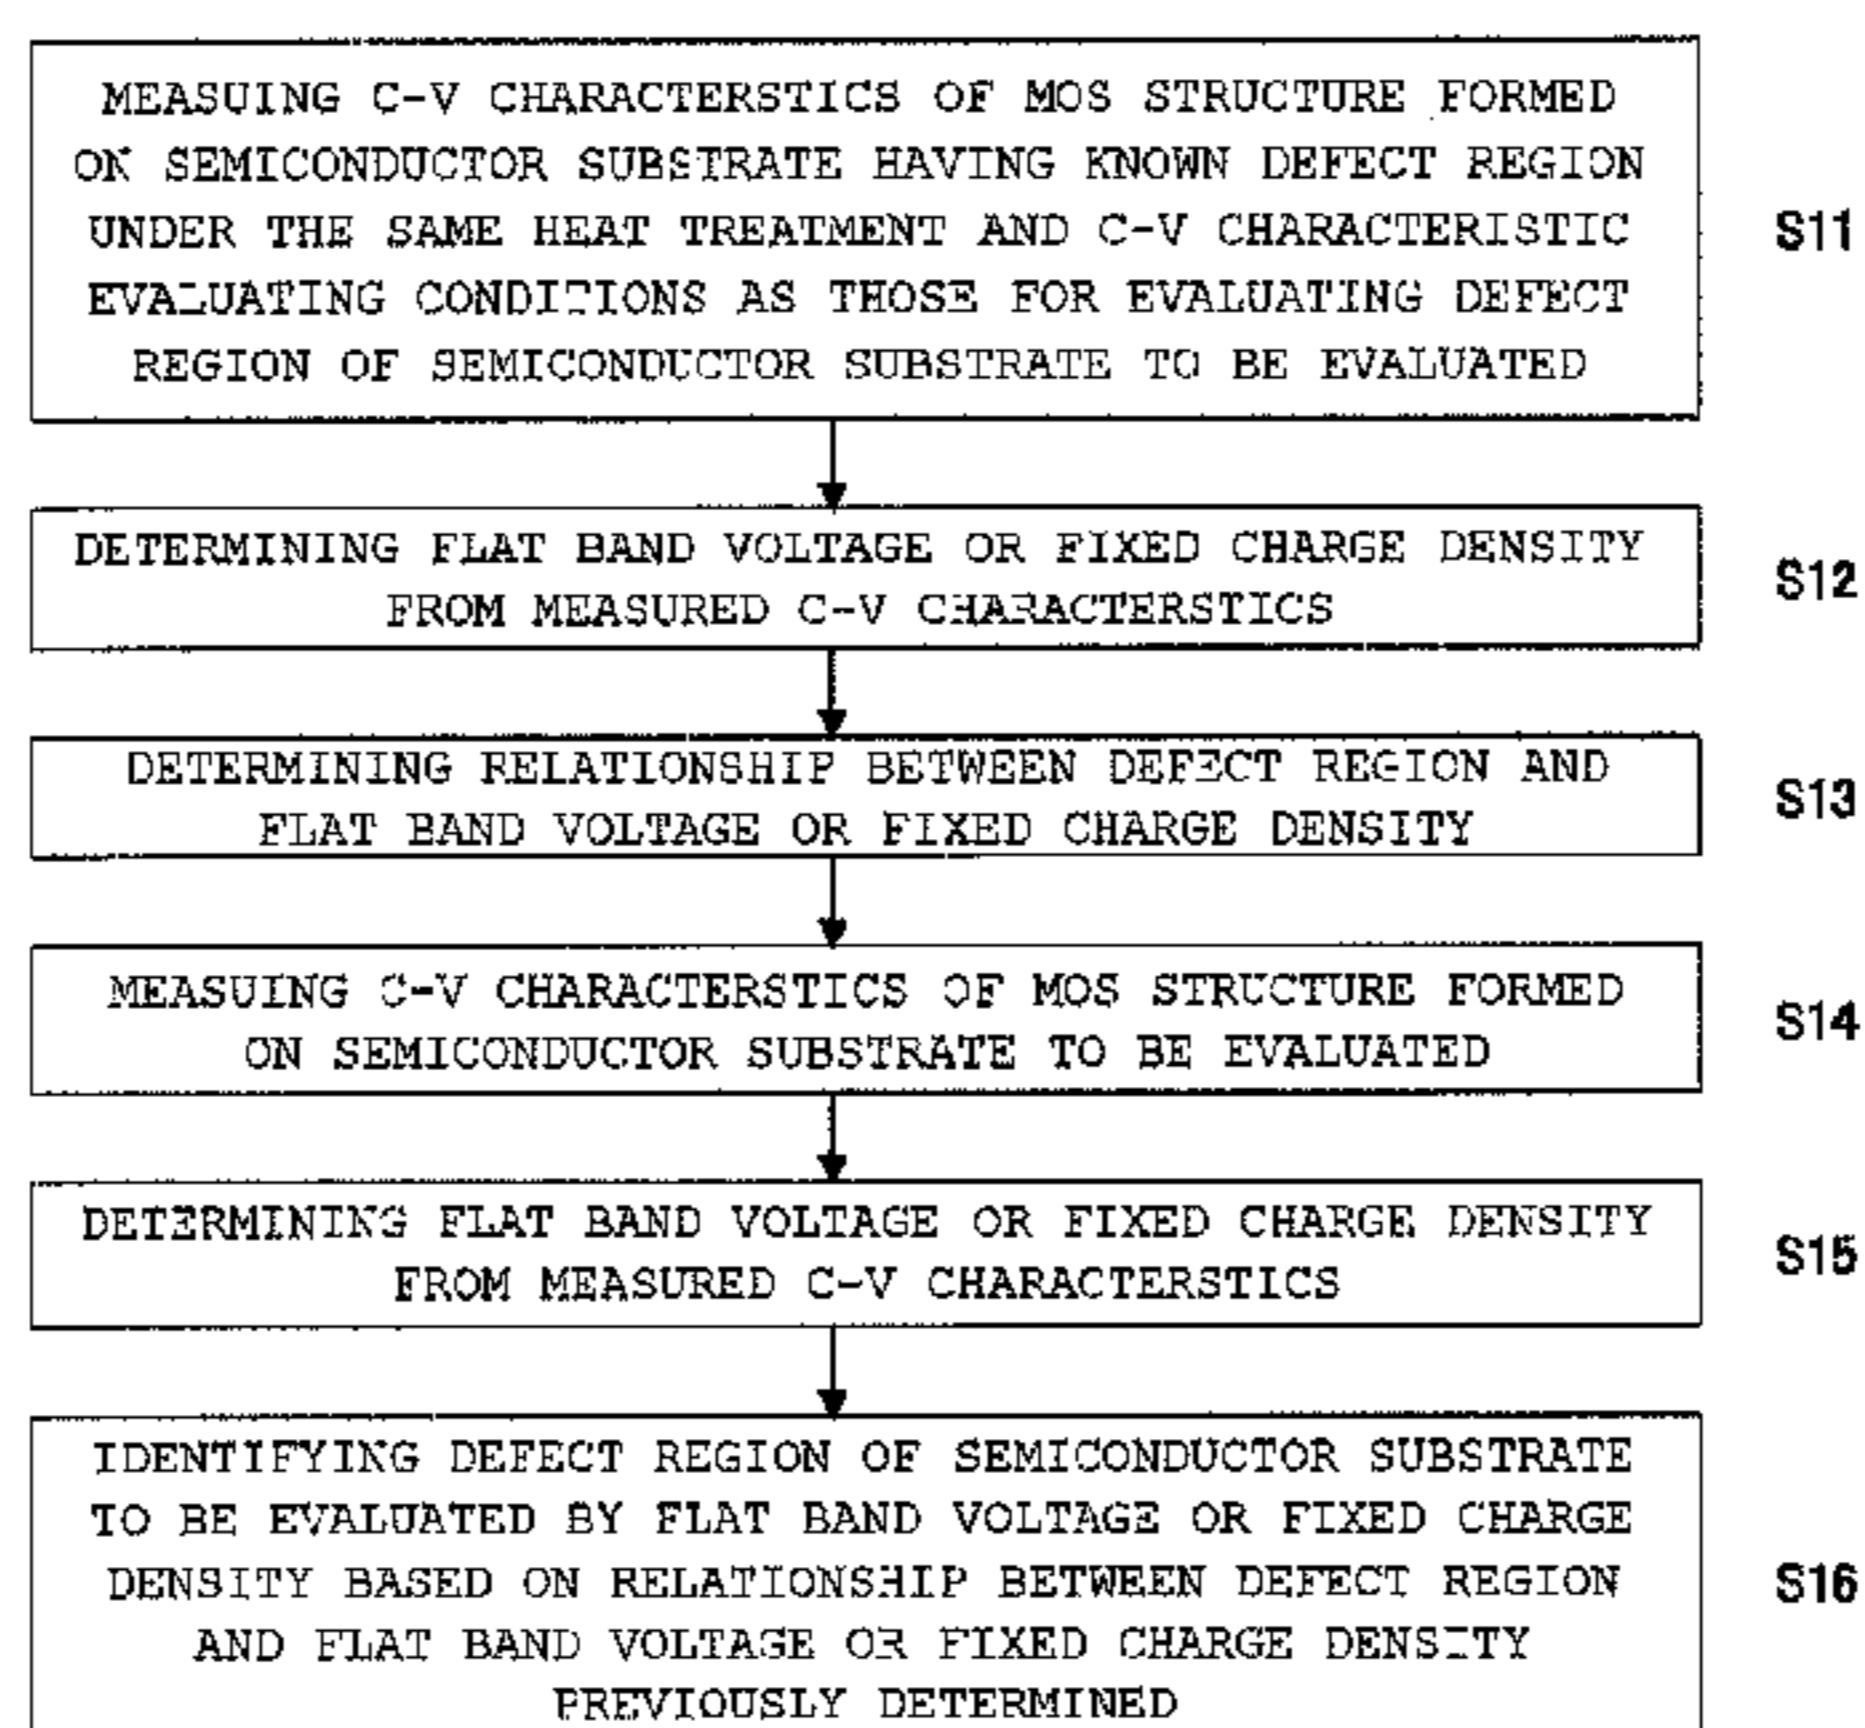 MEASUING C-V CHARACTERSTICS OF MOS STRUCTURE FORMED
ON SEMICONDUCTOR SUBSTRATE HAVING KNOWN DEFECT REGION
UNDER THE SAME HEAT TREATMENT AND C-V CHARACTERISTIC
EVALUATING CONDITIONS AS THOSE FOR EVALUATING DEFECT
REGION OF SEMICONDUCTOR SUBSTRATE TO BE EVALUATED
S11
DETERMINING FLAT BAND VOLTAGE OR FIXED CHARGE DENSITY
FROM MEASURED C-V CHARACTERSTICS
S12
DETERMINING RELATIONSHIP BETWEEN DEFECT REGION AND
FLAT BAND VOLTAGE OR FIXED CHARGE DENSITY
S13
MEASUING C-V CHARACTERSTICS OF MOS STRUCTURE FORMED
ON SEMICONDUCTOR SUBSTRATE TO BE EVALUATED
S14
DETERMINING FLAT BAND VOLTAGE OR FIXED CHARGE DENSITY
FROM MEASURED C-V CHARACTERSTICS
S15
IDENTIFYING DEFECT REGION OF SEMICONDUCTOR SUBSTRATE
TO BE EVALUATED BY FLAT BAND VOLTAGE OR FIXED CHARGE
DENSITY BASED ON RELATIONSHIP BETWEEN DEFECT REGION
AND FLAT BAND VOLTAGE OR FIXED CHARGE DENSITY
PREVIOUSLY DETERMINED
S16